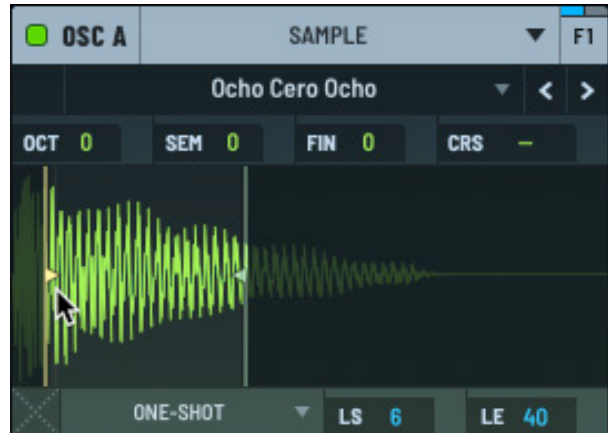 OSC A SAMPLE F1
Ocho Cero Ocho < >
OCT 0 SEM 0 FIN 0 CRS –
ONE-SHOT LS 6 LE 40